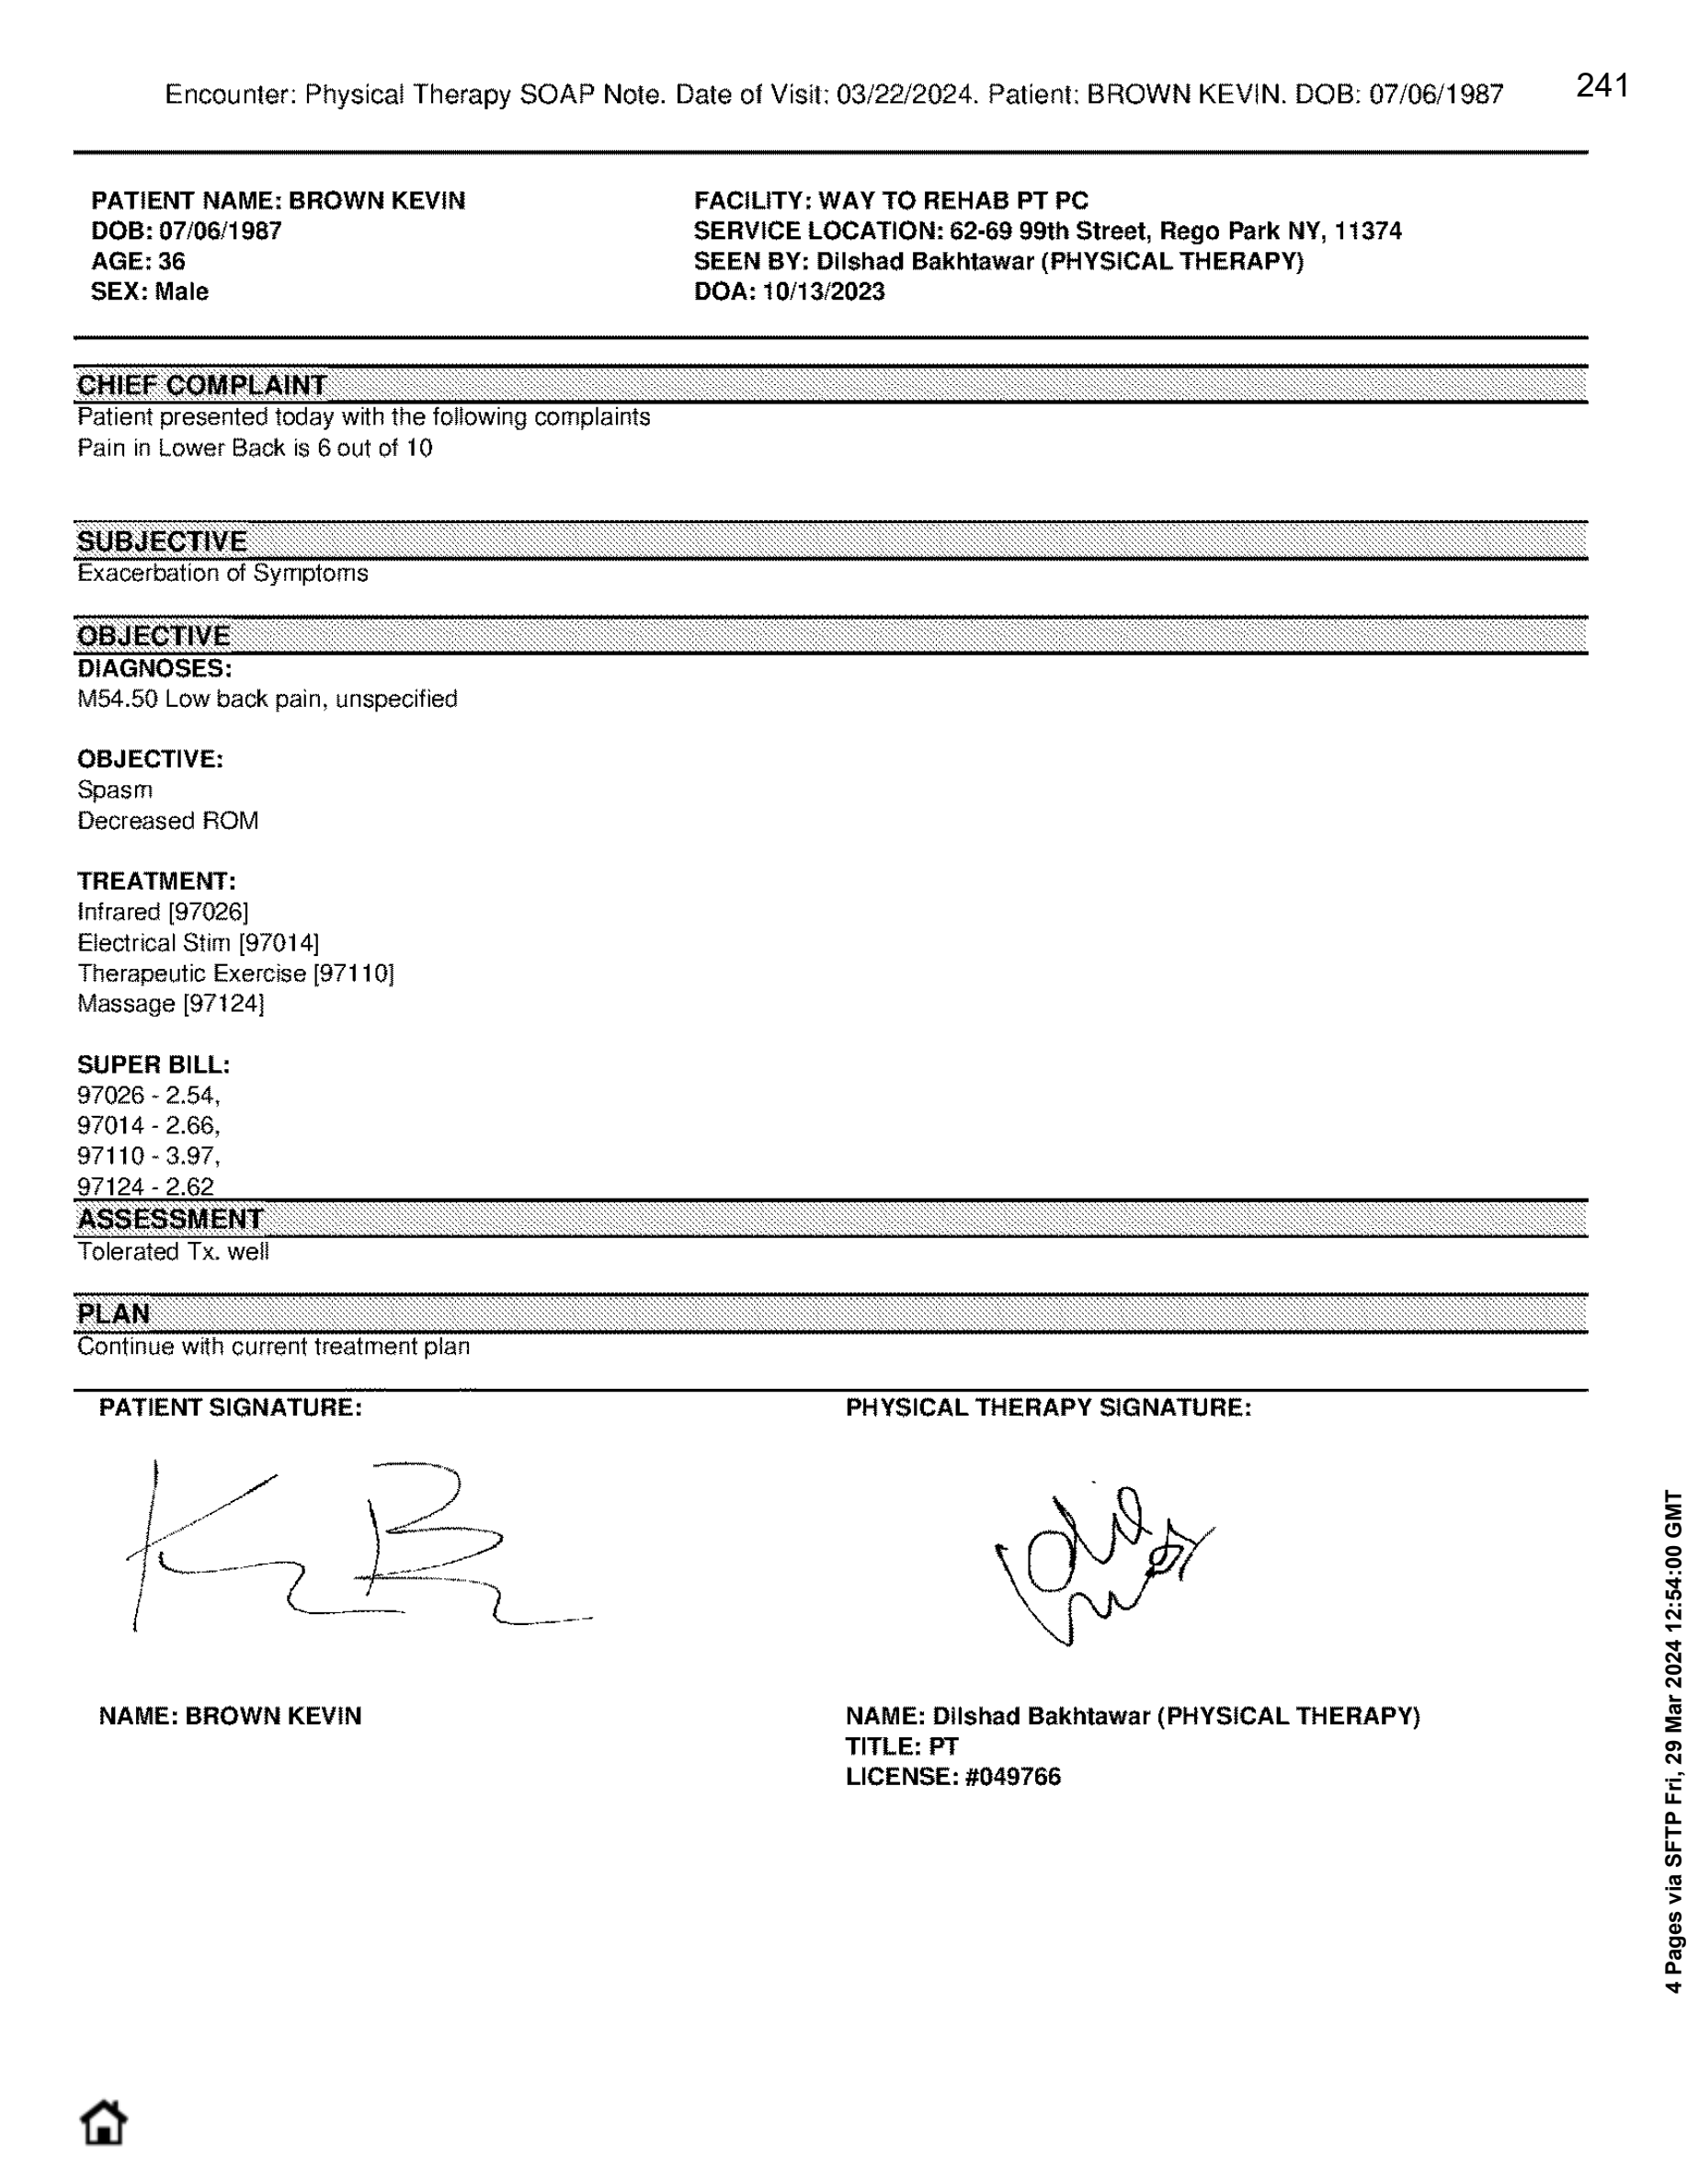 Encounter: Physical Therapy SOAP Note. Date of Visit: 03/22/2024. Patient: BROWN KEVIN. DOB: 07/06/1987
241
PATIENT NAME: BROWN KEVIN
DOB: 07/06/1987
AGE: 36
SEX: Male
FACILITY: WAY TO REHAB PT PC
SERVICE LOCATION: 62-69 99th Street, Rego Park NY, 11374
SEEN BY: Dilshad Bakhtawar (PHYSICAL THERAPY)
DOA: 10/13/2023
CHIEF COMPLAINT
Patient presented today with the following complaints
Pain in Lower Back is 6 out of 10
SUBJECTIVE
Exacerbation of Symptoms
OBJECTIVE
DIAGNOSES:
M54.50 Low back pain, unspecified
OBJECTIVE:
Spasm
Decreased ROM
TREATMENT:
Infrared [97026]
Electrical Stim [97014]
Therapeutic Exercise [97110]
Massage [97124]
SUPER BILL:
97026 - 2.54,
97014 - 2.66,
97110 - 3.97,
97124 - 2.62
ASSESSMENT
Tolerated Tx. well
PLAN
Continue with current treatment plan
PATIENT SIGNATURE:
PHYSICAL THERAPY SIGNATURE:
NAME: BROWN KEVIN
NAME: Dilshad Bakhtawar (PHYSICAL THERAPY)
TITLE: PT
LICENSE: #049766
4 Pages via SFTP Fri, 29 Mar 2024 12:54:00 GMT